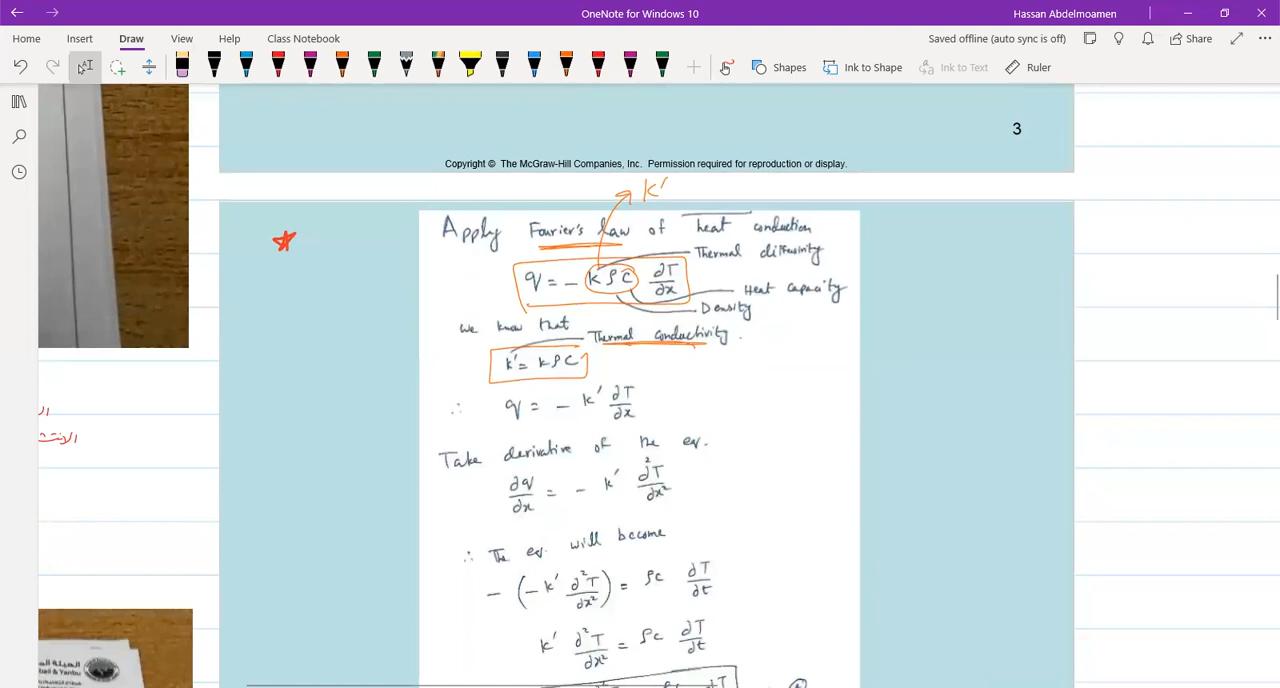 OneNote for Windows 10
Hassan Abdelmoamen
Home Insert Draw View Help Class Notebook
Saved offline (auto sync is off)
Share
Shapes Ink to Shape Ink to Text Ruler
3
Copyright © The McGraw-Hill Companies, Inc. Permission required for reproduction or display.
k'
Apply Fourier's law of heat conduction
Thermal diffusivity
q = - kρc ∂T/∂x
Heat capacity
Density
we know that
Thermal conductivity.
k' = kρc
∴ q = - k' ∂T/∂x
Take derivative of the eq.
∂q/∂x = - k' ∂²T/∂x²
∴ The eq. will become
- (-k' ∂²T/∂x²) = ρc ∂T/∂t
k' ∂²T/∂x² = ρc ∂T/∂t